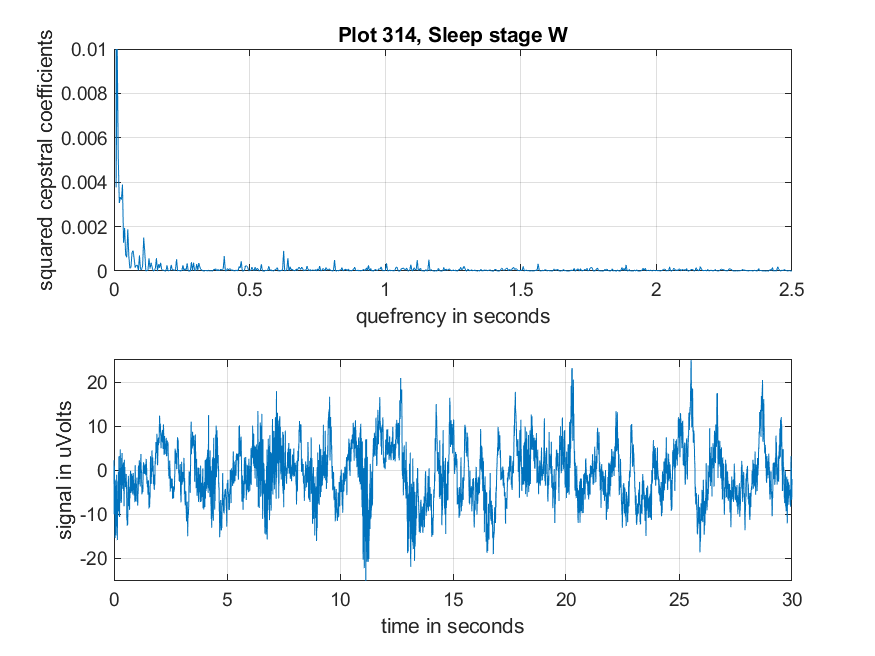 Plot 314, Sleep stage W
squared cepstral coefficients
0.01
0.008
0.006
0.004
0.002
0
0 0.5 1 1.5 2 2.5
quefrency in seconds
signal in uVolts
20
10
0
-10
-20
0 5 10 15 20 25 30
time in seconds